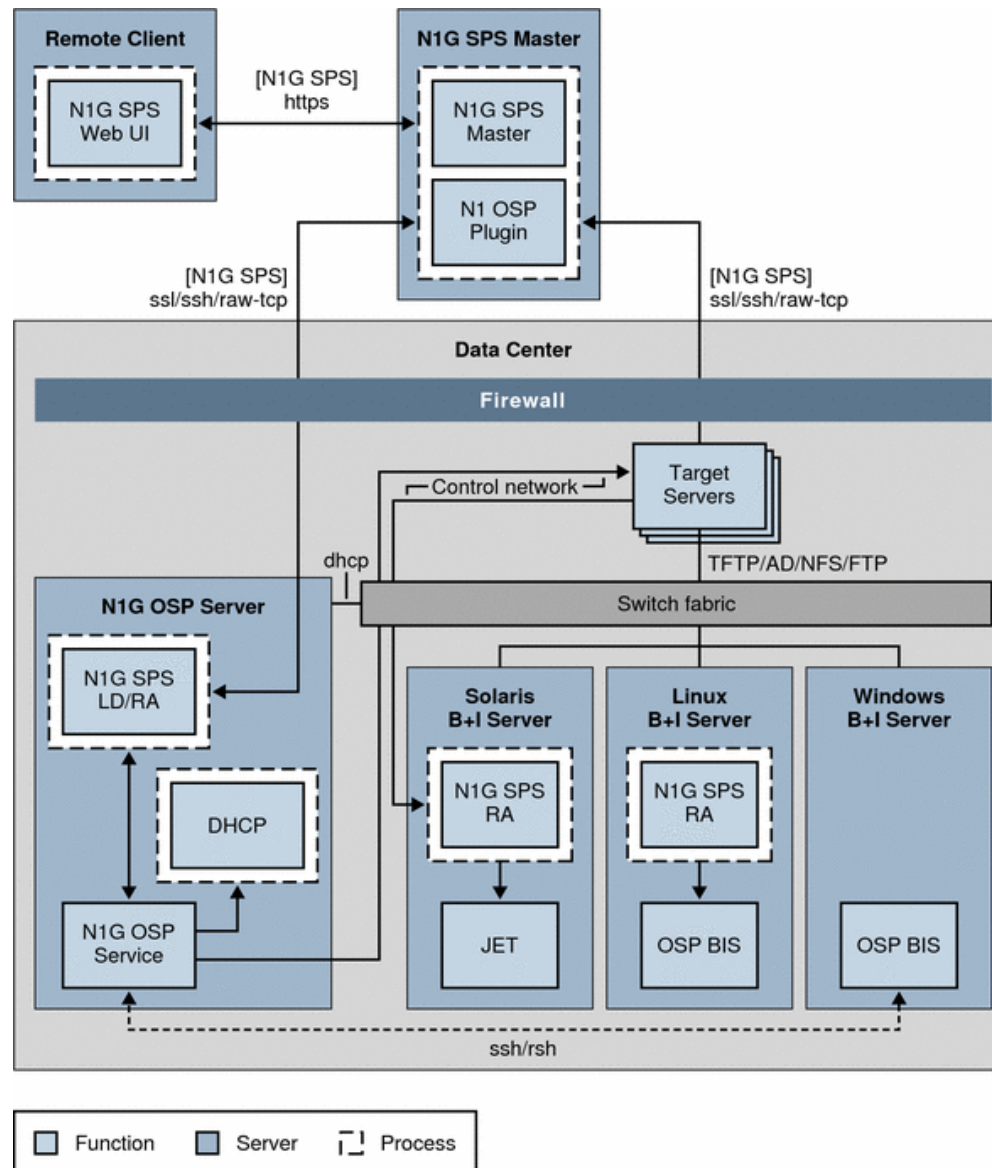 Remote Client
N1G SPS
Web UI
[N1G SPS]
https
N1G SPS Master
N1G SPS
Master
N1 OSP
Plugin
[N1G SPS]
ssl/ssh/raw-tcp
[N1G SPS]
ssl/ssh/raw-tcp
Data Center
Firewall
Target
Servers
Control network
dhcp
TFTP/AD/NFS/FTP
Switch fabric
N1G OSP Server
N1G SPS
LD/RA
DHCP
N1G OSP
Service
Solaris
B+I Server
N1G SPS
RA
JET
Linux
B+I Server
N1G SPS
RA
OSP BIS
Windows
B+I Server
OSP BIS
ssh/rsh
Function
Server
Process